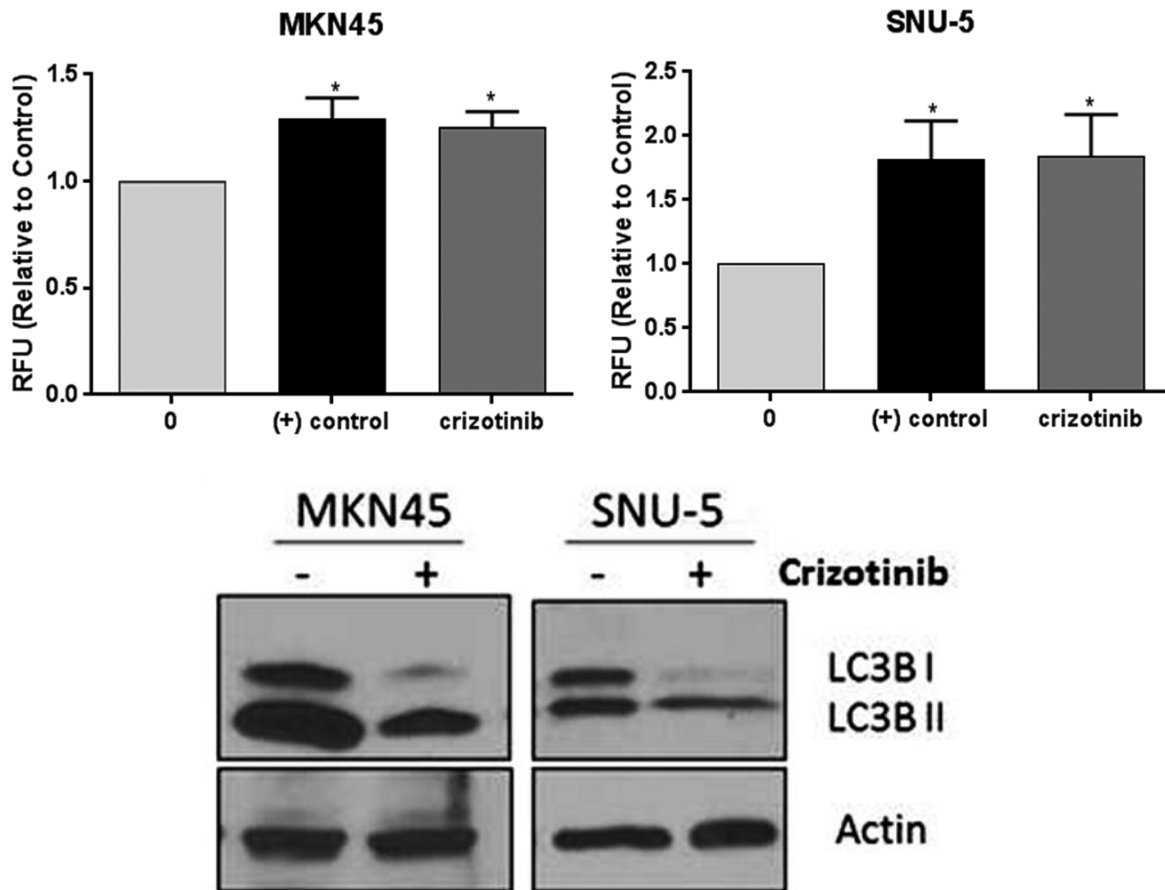 MKN45
RFU (Relative to Control)
1.5
1.0
0.5
0.0
*
*
0
(+) control
crizotinib
SNU-5
RFU (Relative to Control)
2.5
2.0
1.5
1.0
0.5
0.0
*
*
0
(+) control
crizotinib
MKN45
SNU-5
- + - + Crizotinib
LC3B I
LC3B II
Actin